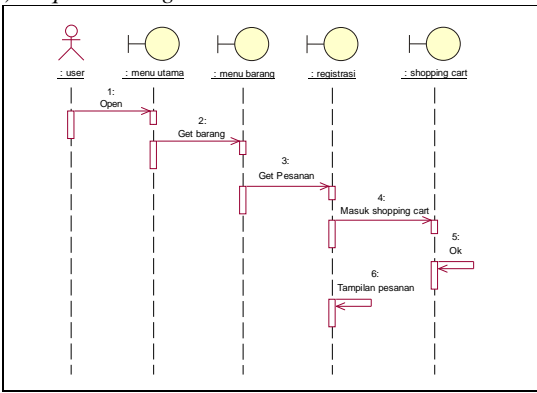 : user
: menu utama
: menu barang
: registrasi
: shopping cart
1:
Open
2:
Get barang
3:
Get Pesanan
4:
Masuk shopping cart
5:
Ok
6:
Tampilan pesanan